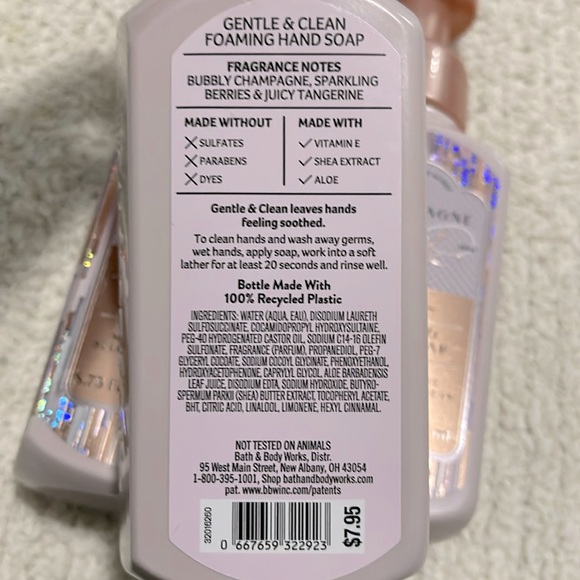 GENTLE & CLEAN
FOAMING HAND SOAP
FRAGRANCE NOTES
BUBBLY CHAMPAGNE, SPARKLING
BERRIES & JUICY TANGERINE
MADE WITHOUT
SULFATES
PARABENS
DYES
MADE WITH
VITAMIN E
SHEA EXTRACT
ALOE
Gentle & Clean leaves hands
feeling soothed.
To clean hands and wash away germs,
wet hands, apply soap, work into a soft
lather for at least 20 seconds and rinse well.
Bottle Made With
100% Recycled Plastic
INGREDIENTS: WATER (AQUA, EAU), DISODIUM LAURETH
SULFOSUCCINATE, COCAMIDOPROPYL HYDROXYSULTAINE,
PEG-40 HYDROGENATED CASTOR OIL, SODIUM C14-16 OLEFIN
SULFONATE, FRAGRANCE (PARFUM), PROPANEDIOL, PEG-7
GLYCERYL COCOATE, SODIUM COCOYL GLYCINATE, PHENOXYETHANOL,
HYDROXYACETOPHENONE, CAPRYLYL GLYCOL, ALOE BARBADENSIS
LEAF JUICE, DISODIUM EDTA, SODIUM HYDROXIDE, BUTYRO-
SPERMUM PARKII (SHEA) BUTTER EXTRACT, TOCOPHERYL ACETATE,
BHT, CITRIC ACID, LINALOOL, LIMONENE, HEXYL CINNAMAL.
NOT TESTED ON ANIMALS
Bath & Body Works, Distr.
95 West Main Street, New Albany, OH 43054
1-800-395-1001, Shop bathandbodyworks.com
pat. www.bbwinc.com/patents
32016260
0 667659 322923
$7.95